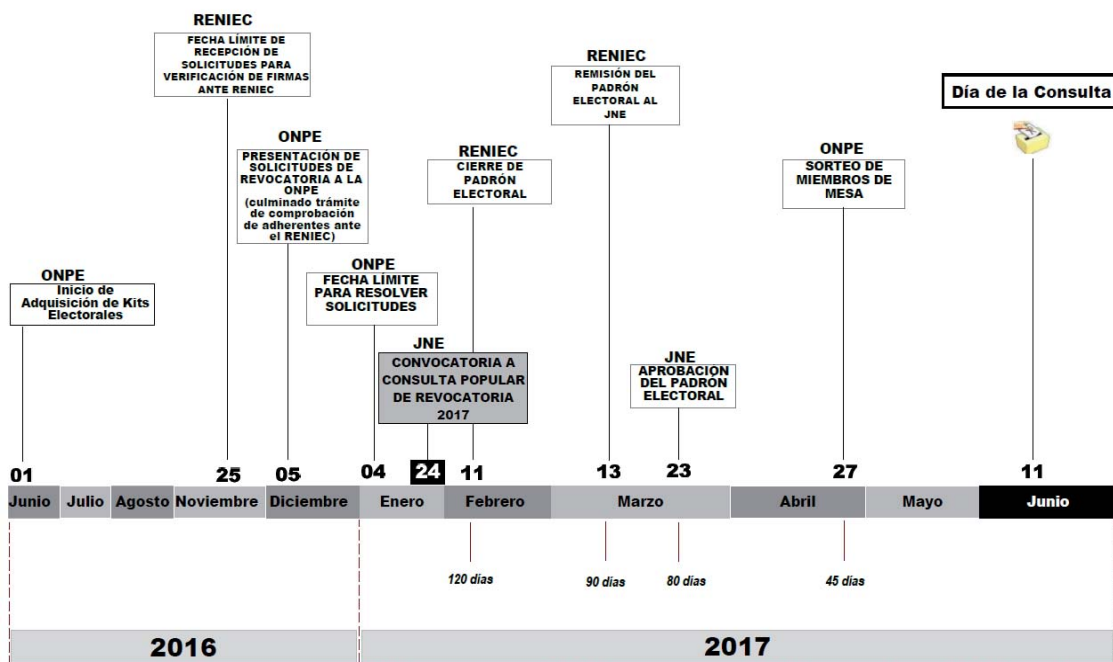 RENIEC
FECHA LÍMITE DE
RECEPCIÓN DE
SOLICITUDES PARA
VERIFICACIÓN DE FIRMAS
ANTE RENIEC
RENIEC
REMISIÓN DEL
PADRÓN
ELECTORAL AL
JNE
Día de la Consulta
ONPE
PRESENTACIÓN DE
SOLICITUDES DE
REVOCATORIA A LA
ONPE
(culminado trámite
de comprobación
de adherentes ante
el RENIEC)
RENIEC
CIERRE DE
PADRÓN
ELECTORAL
ONPE
SORTEO DE
MIEMBROS DE
MESA
ONPE
Inicio de
Adquisición de Kits
Electorales
ONPE
FECHA LÍMITE
PARA RESOLVER
SOLICITUDES
JNE
CONVOCATORIA A
CONSULTA POPULAR
DE REVOCATORIA
2017
JNE
APROBACIÓN
DEL PADRÓN
ELECTORAL
01 25 05 04 24 11 13 23 27 11
Junio Julio Agosto Noviembre Diciembre Enero Febrero Marzo Abril Mayo Junio
120 días 90 días 80 días 45 días
2016 2017